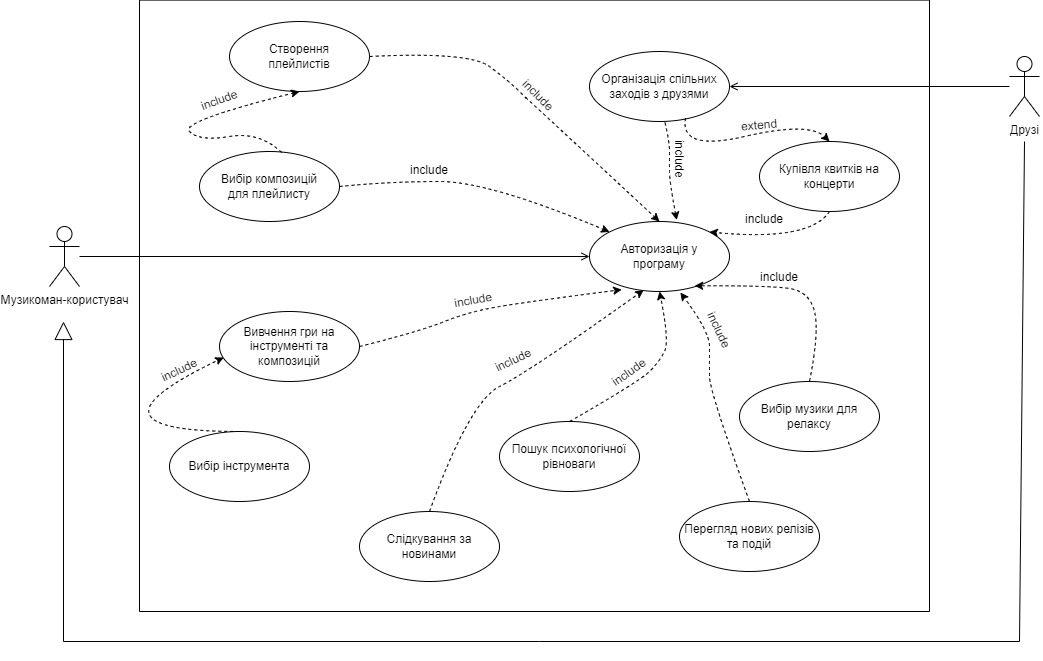 Створення
плейлистів
include
include
Вибір композицій
для плейлисту
include
Організація спільних
заходів з друзями
extend
include
Купівля квитків на
концерти
include
Друзі
Авторизація у
програму
Музикоман-користувач
include
include
Вивчення гри на
інструменті та
композицій
include
Вибір інструмента
include
include
include
Вибір музики для
релаксу
Пошук психологічної
рівноваги
Слідкування за
новинами
Перегляд нових релізів
та подій